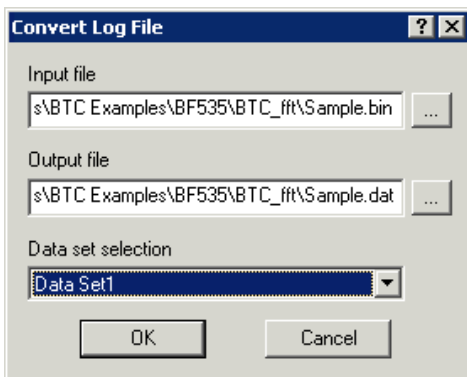 Convert Log File
Input file
s\BTC Examples\BF535\BTC_fft\Sample.bin ...
Output file
s\BTC Examples\BF535\BTC_fft\Sample.dat ...
Data set selection
Data Set1
OK Cancel